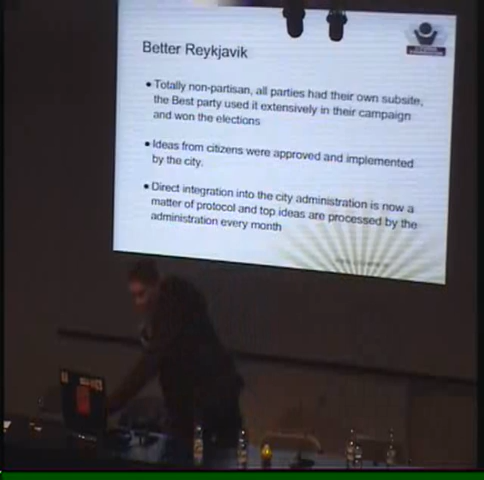 Better Reykjavik
• Totally non-partisan, all parties had their own subsite,
the Best party used it extensively in their campaign
and won the elections
• Ideas from citizens were approved and implemented
by the city.
• Direct integration into the city administration is now a
matter of protocol and top ideas are processed by the
administration every month